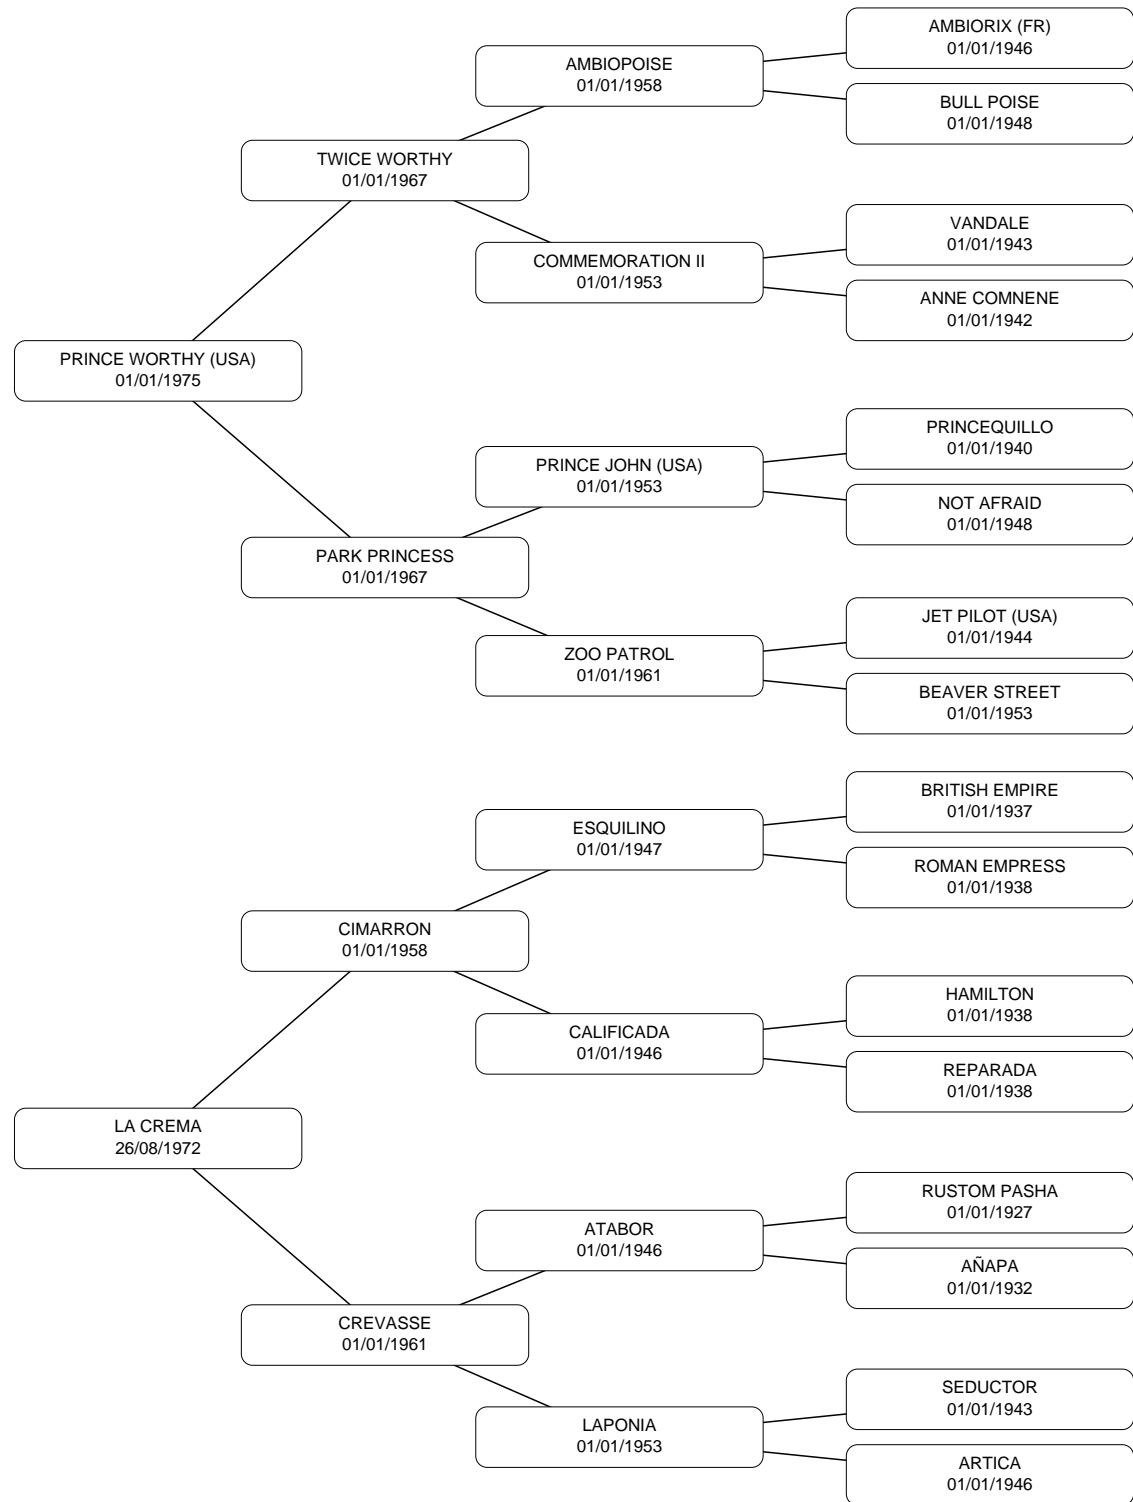 AMBIORIX (FR)
01/01/1946
AMBIOPOISE
01/01/1958
BULL POISE
01/01/1948
TWICE WORTHY
01/01/1967
VANDALE
01/01/1943
COMMEMORATION II
01/01/1953
ANNE COMNENE
01/01/1942
PRINCE WORTHY (USA)
01/01/1975
PRINCEQUILLO
01/01/1940
PRINCE JOHN (USA)
01/01/1953
NOT AFRAID
01/01/1948
PARK PRINCESS
01/01/1967
JET PILOT (USA)
01/01/1944
ZOO PATROL
01/01/1961
BEAVER STREET
01/01/1953
BRITISH EMPIRE
01/01/1937
ESQUILINO
01/01/1947
ROMAN EMPRESS
01/01/1938
CIMARRON
01/01/1958
HAMILTON
01/01/1938
CALIFICADA
01/01/1946
REPARADA
01/01/1938
LA CREMA
26/08/1972
RUSTOM PASHA
01/01/1927
ATABOR
01/01/1946
AÑAPA
01/01/1932
CREVASSE
01/01/1961
SEDUCTOR
01/01/1943
LAPONIA
01/01/1953
ARTICA
01/01/1946